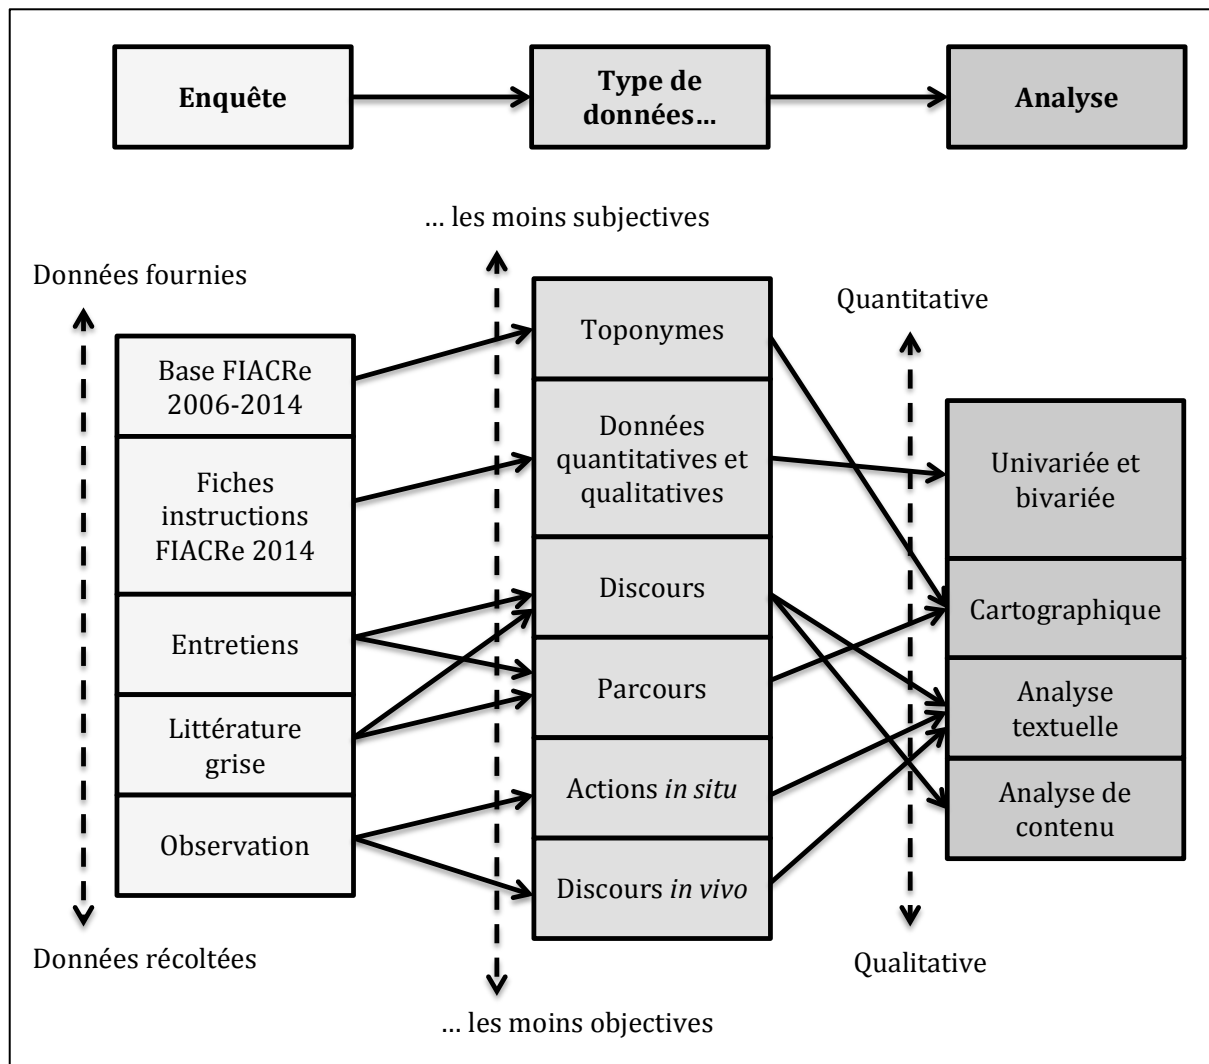 Enquête
Type de
données…
Analyse
… les moins subjectives
Données fournies
Quantitative
Base FIACRe
2006-2014
Fiches
instructions
FIACRe 2014
Entretiens
Littérature
grise
Observation
Toponymes
Données
quantitatives et
qualitatives
Discours
Parcours
Actions in situ
Discours in vivo
Univariée et
bivariée
Cartographique
Analyse
textuelle
Analyse de
contenu
Données récoltées
Qualitative
… les moins objectives